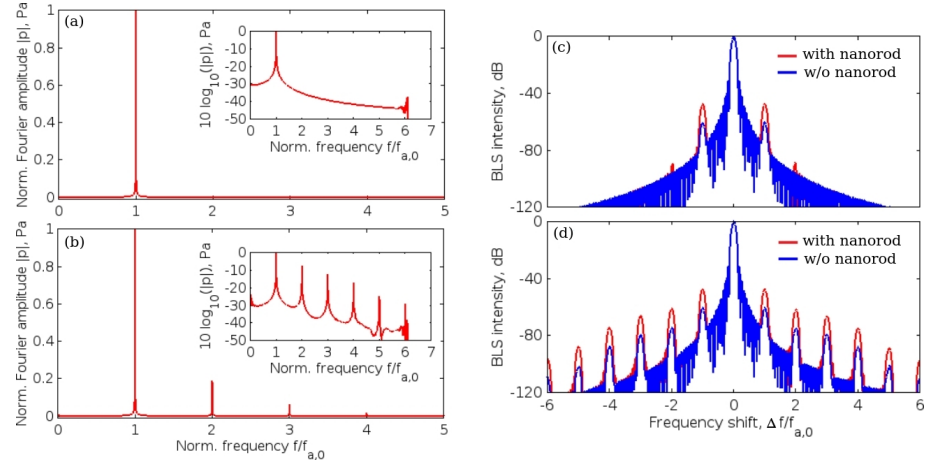 (a)
Norm. Fourier amplitude |p|, Pa
1
0.8
0.6
0.4
0.2
0
0 1 2 3 4 5
10 log10(|p|), Pa
0
-10
-20
-30
-40
-50
0 1 2 3 4 5 6 7
Norm. frequency f/fa,0
(b)
Norm. Fourier amplitude |p|, Pa
1
0.8
0.6
0.4
0.2
0
0 1 2 3 4 5
Norm. frequency f/fa,0
10 log10(|p|), Pa
0
-10
-20
-30
-40
-50
0 1 2 3 4 5 6 7
Norm. frequency f/fa,0
(c)
BLS intensity, dB
0
-40
-80
-120
with nanorod
w/o nanorod
(d)
BLS intensity, dB
0
-40
-80
-120
with nanorod
w/o nanorod
-6 -4 -2 0 2 4 6
Frequency shift, Δf/fa,0